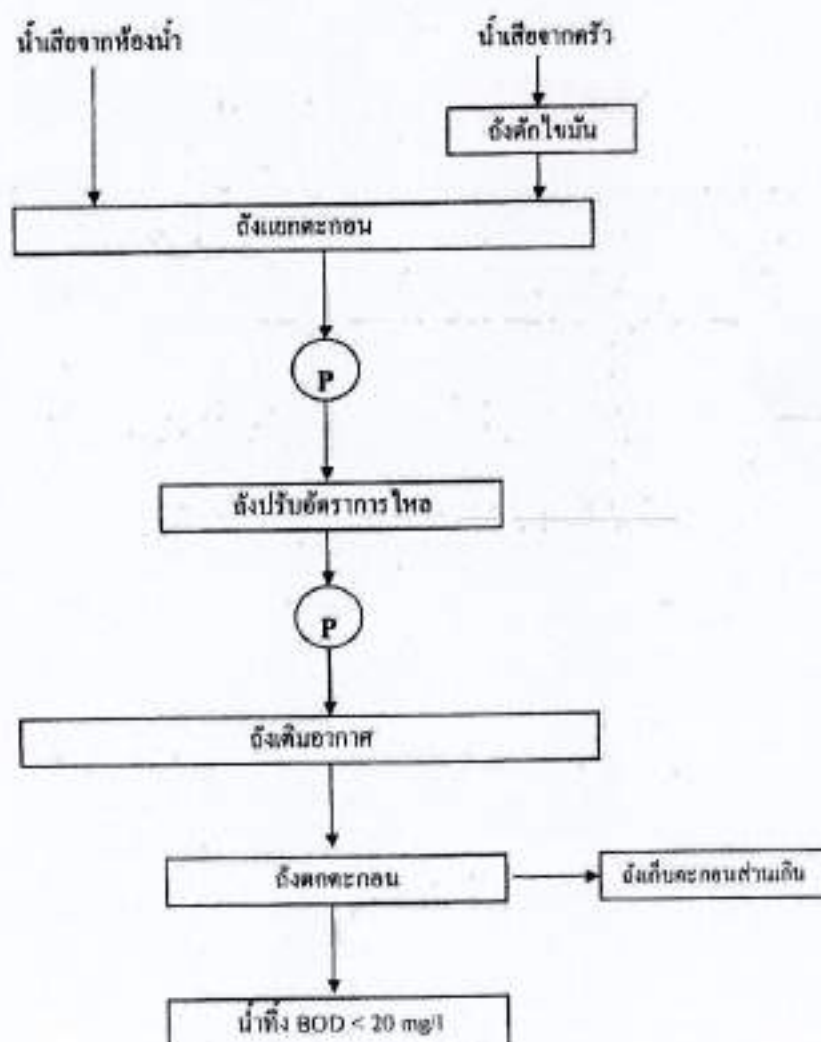 น้ำเสียจากห้องน้ำ
น้ำเสียจากครัว
ถังดักไขมัน
ถังแยกตะกอน
P
ถังปรับอัตราการไหล
P
ถังเติมอากาศ
ถังตกตะกอน
ถังเก็บตะกอนส่วนเกิน
น้ำทิ้ง BOD < 20 mg/l